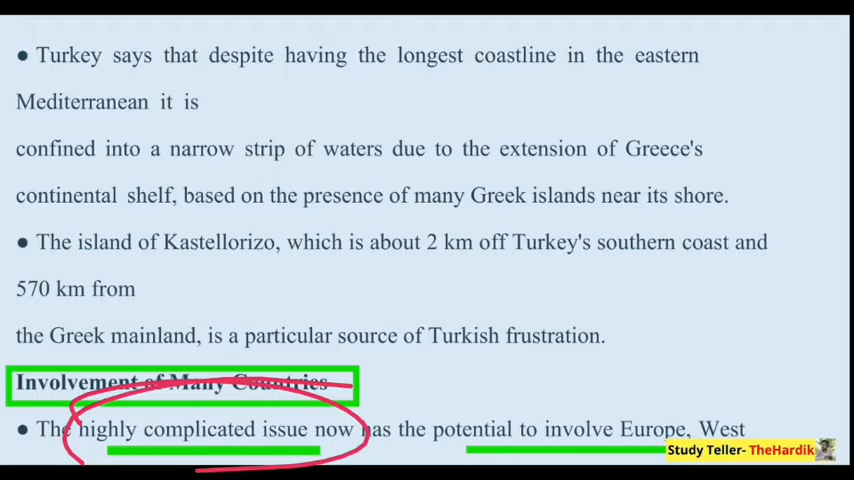 ● Turkey says that despite having the longest coastline in the eastern
Mediterranean it is
confined into a narrow strip of waters due to the extension of Greece's
continental shelf, based on the presence of many Greek islands near its shore.
● The island of Kastellorizo, which is about 2 km off Turkey's southern coast and
570 km from
the Greek mainland, is a particular source of Turkish frustration.
Involvement of Many Countries
● The highly complicated issue now has the potential to involve Europe, West
Study Teller- TheHardik